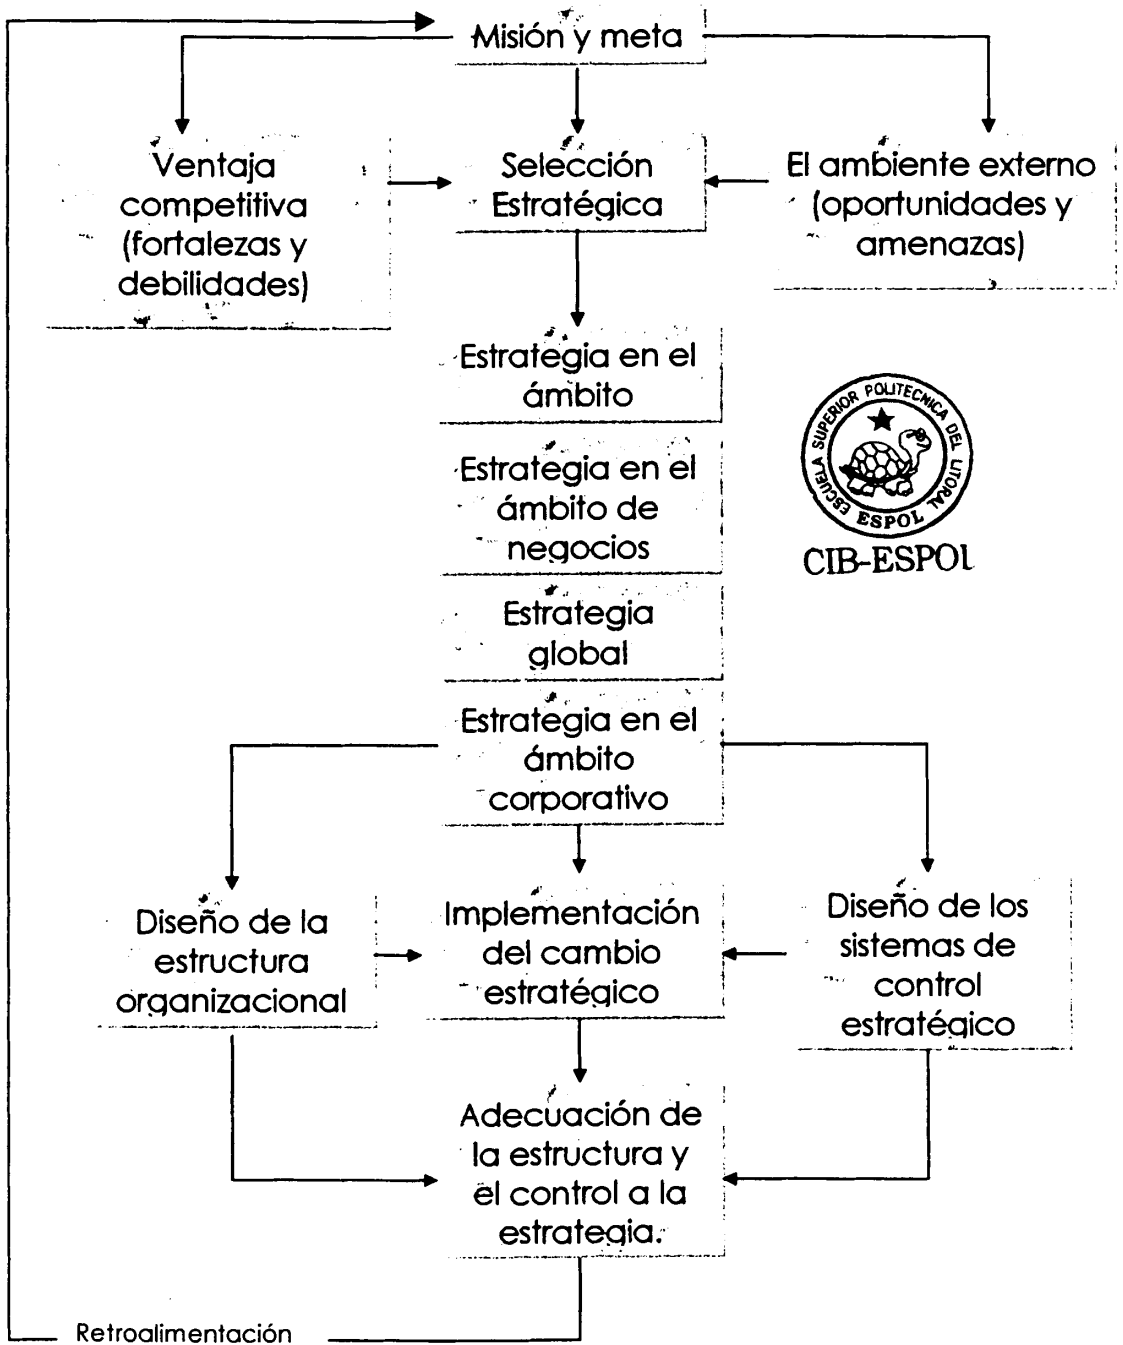 Misión y meta
Ventaja
competitiva
(fortalezas y
debilidades)
Selección
Estratégica
El ambiente externo
(oportunidades y
amenazas)
Estrategia en el
ámbito
Estrategia en el
ámbito de
negocios
Estrategia
global
Estrategia en el
ámbito
corporativo
ESCUELA SUPERIOR POLITECNICA DEL LITORAL
ESPOL
CIB-ESPOL
Diseño de la
estructura
organizacional
Implementación
del cambio
estratégico
Diseño de los
sistemas de
control
estratégico
Adecuación de
la estructura y
el control a la
estrategia.
Retroalimentación